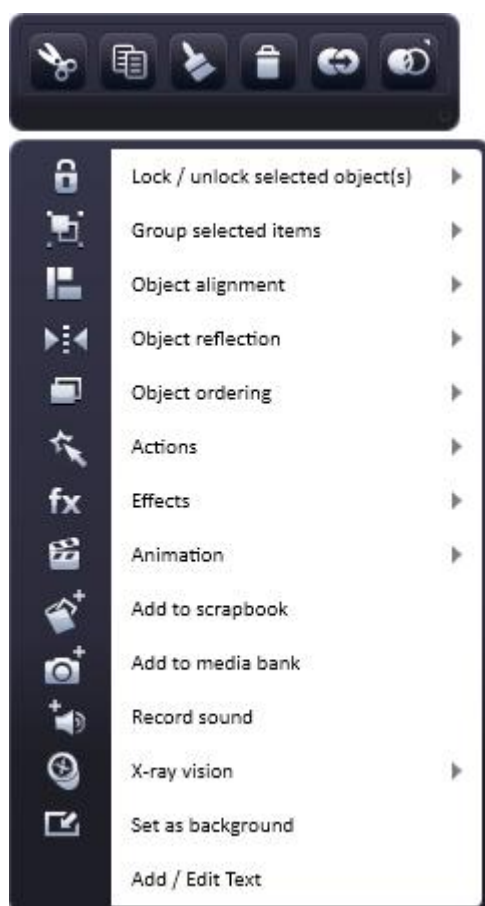 Lock / unlock selected object(s)
Group selected items
Object alignment
Object reflection
Object ordering
Actions
fx Effects
Animation
Add to scrapbook
Add to media bank
Record sound
X-ray vision
Set as background
Add / Edit Text